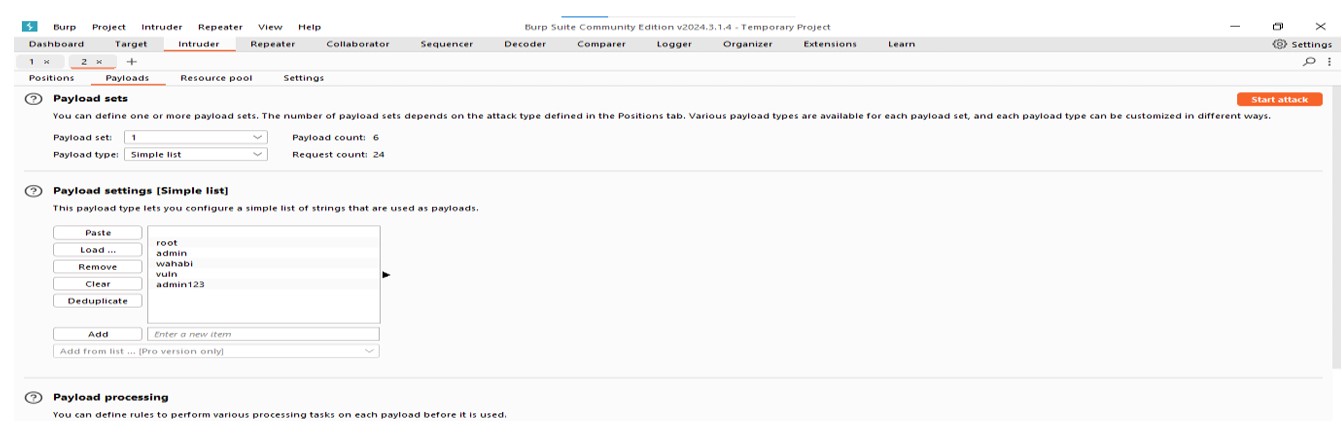 Burp Project Intruder Repeater View Help Burp Suite Community Edition v2024.3.1.4 - Temporary Project
Dashboard Target Intruder Repeater Collaborator Sequencer Decoder Comparer Logger Organizer Extensions Learn Settings
1 × 2 × +
Positions Payloads Resource pool Settings
? Payload sets Start attack
You can define one or more payload sets. The number of payload sets depends on the attack type defined in the Positions tab. Various payload types are available for each payload set, and each payload type can be customized in different ways.
Payload set: 1 Payload count: 6
Payload type: Simple list Request count: 24
? Payload settings [Simple list]
This payload type lets you configure a simple list of strings that are used as payloads.
Paste
Load ...
Remove
Clear
Deduplicate
root
admin
wahabi
vuln
admin123
Add Enter a new item
Add from list ... [Pro version only]
? Payload processing
You can define rules to perform various processing tasks on each payload before it is used.